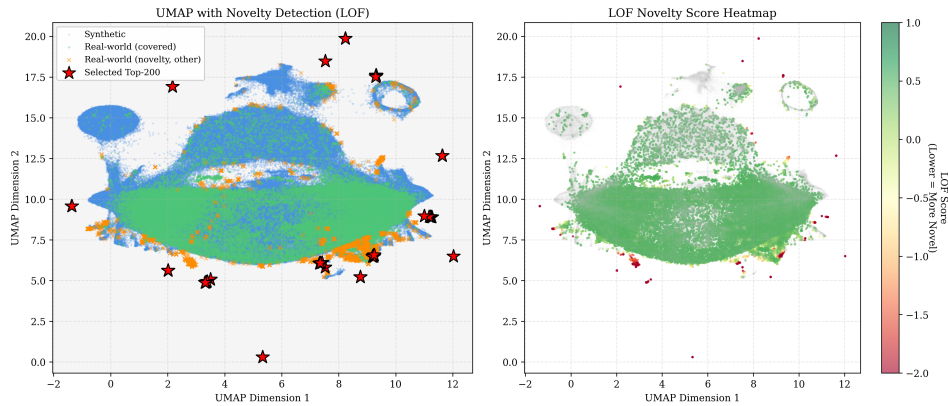 UMAP with Novelty Detection (LOF)
Synthetic
Real-world (covered)
Real-world (novelty, other)
Selected Top-200
20.0
17.5
15.0
12.5
10.0
7.5
5.0
2.5
0.0
UMAP Dimension 2
−2 0 2 4 6 8 10 12
UMAP Dimension 1
LOF Novelty Score Heatmap
20.0
17.5
15.0
12.5
10.0
7.5
5.0
2.5
0.0
UMAP Dimension 2
−2 0 2 4 6 8 10 12
UMAP Dimension 1
1.0
0.5
0.0
−0.5
−1.0
−1.5
−2.0
LOF Score
(Lower = More Novel)